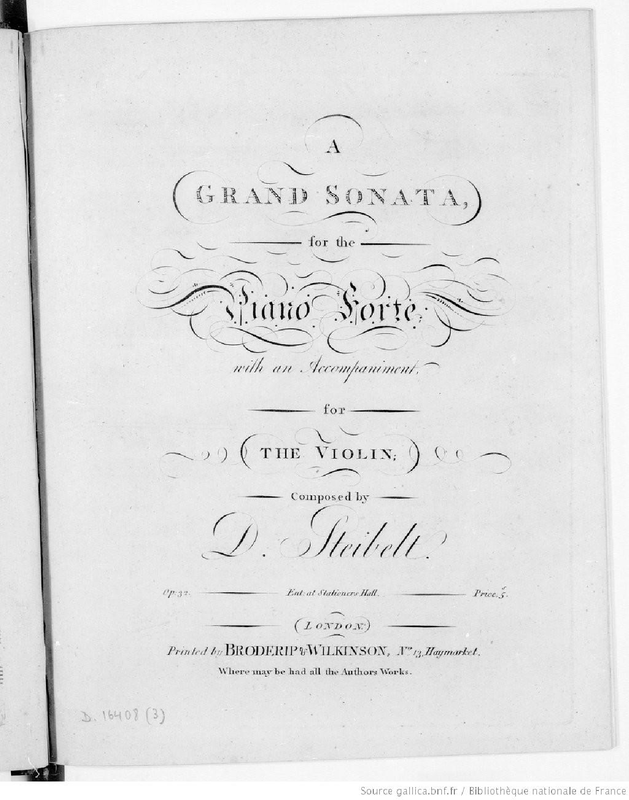 A
GRAND SONATA,
for the
Piano Forte,
with an Accompaniment,
for
THE VIOLIN;
Composed by
D. Steibelt.
Op. 32. Ent. at Stationers Hall. Price. 5.
(LONDON)
Printed by BRODERIP & WILKINSON, No. 13, Haymarket.
Where may be had all the Authors Works.
D. 16408 (3)
Source gallica.bnf.fr / Bibliothèque nationale de France